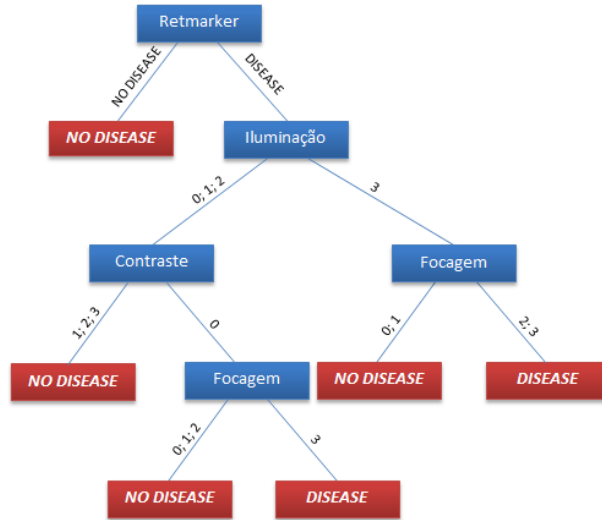 Retmarker
NO DISEASE
DISEASE
NO DISEASE
Iluminação
0; 1; 2
3
Contraste
Focagem
1; 2; 3
0
0; 1
2; 3
NO DISEASE
Focagem
NO DISEASE
DISEASE
0; 1; 2
3
NO DISEASE
DISEASE